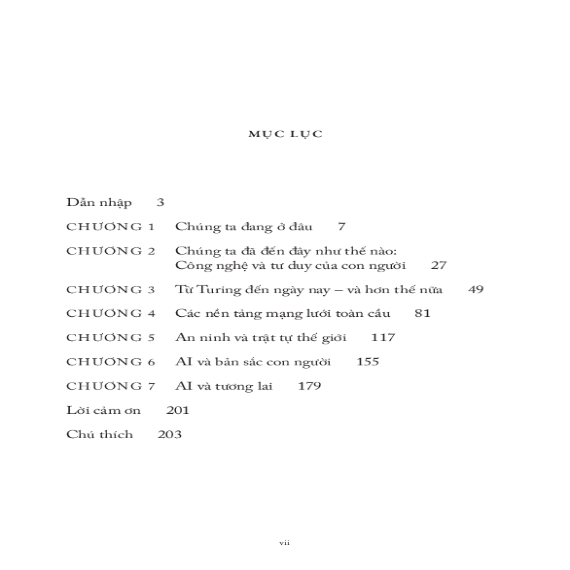 MỤC LỤC
Dẫn nhập 3
CHƯƠNG 1 Chúng ta đang ở đâu 7
CHƯƠNG 2 Chúng ta đã đến đây như thế nào:
Công nghệ và tư duy của con người 27
CHƯƠNG 3 Từ Turing đến ngày nay – và hơn thế nữa 49
CHƯƠNG 4 Các nền tảng mạng lưới toàn cầu 81
CHƯƠNG 5 An ninh và trật tự thế giới 117
CHƯƠNG 6 AI và bản sắc con người 155
CHƯƠNG 7 AI và tương lai 179
Lời cảm ơn 201
Chú thích 203
vii